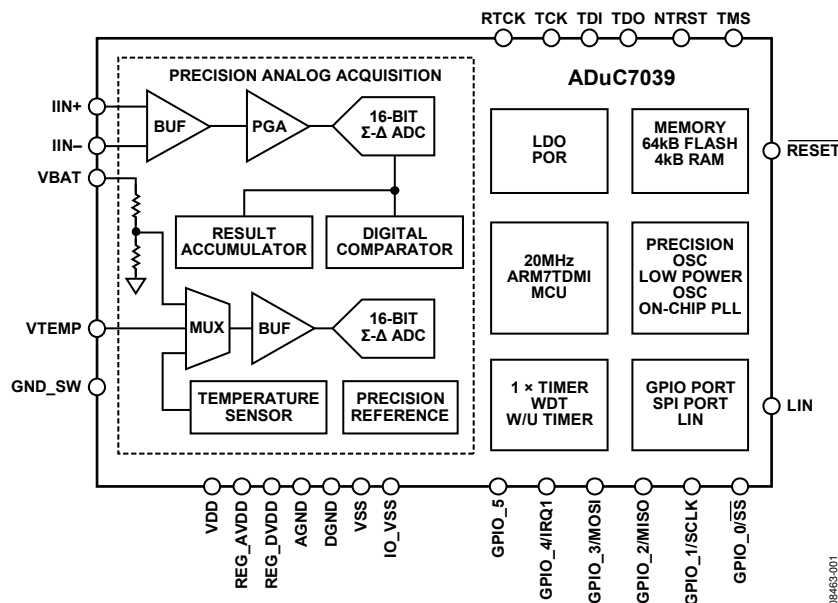 RTCK TCK TDI TDO NTRST TMS
PRECISION ANALOG ACQUISITION
ADuC7039
IIN+
IIN–
VBAT
VTEMP
GND_SW
BUF
PGA
16-BIT
Σ-Δ ADC
RESULT
ACCUMULATOR
DIGITAL
COMPARATOR
MUX
BUF
16-BIT
Σ-Δ ADC
TEMPERATURE
SENSOR
PRECISION
REFERENCE
LDO
POR
MEMORY
64kB FLASH
4kB RAM
20MHz
ARM7TDMI
MCU
PRECISION
OSC
LOW POWER
OSC
ON-CHIP PLL
1 × TIMER
WDT
W/U TIMER
GPIO PORT
SPI PORT
LIN
RESET
LIN
VDD
REG_AVDD
REG_DVDD
AGND
DGND
VSS
IO_VSS
GPIO_5
GPIO_4/IRQ1
GPIO_3/MOSI
GPIO_2/MISO
GPIO_1/SCLK
GPIO_0/SS
08463-001